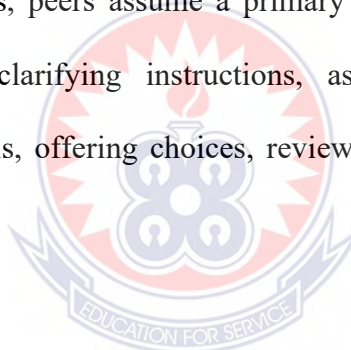 s, peers assume a primary
clarifying instructions, as
s, offering choices, review
EDUCATION FOR SERVICE